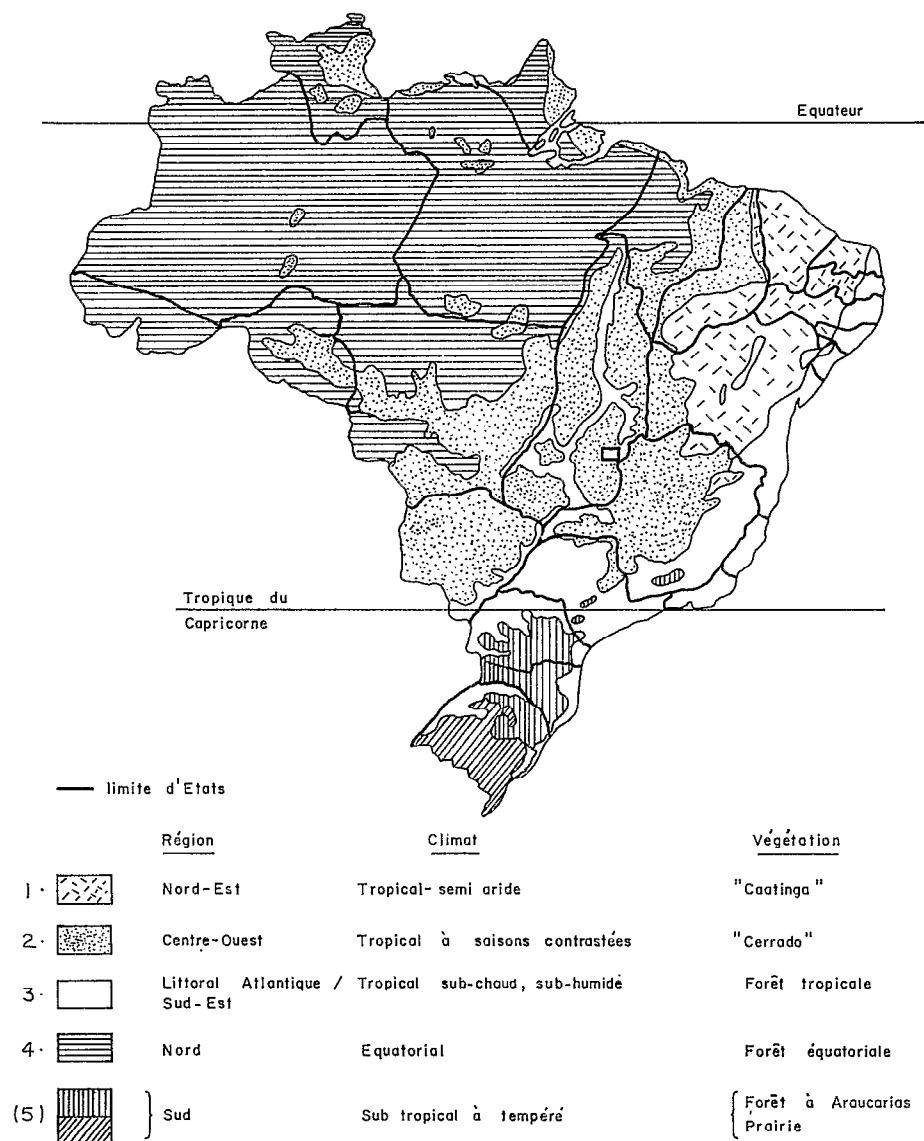 Equateur
Tropique du
Capricorne
limite d'Etats
Région Climat Végétation
1. Nord-Est Tropical-semi aride "Caatinga"
2. Centre-Ouest Tropical à saisons contrastées "Cerrado"
3. Littoral Atlantique / Tropical sub-chaud, sub-humide Forêt tropicale
Sud-Est
4. Nord Equatorial Forêt équatoriale
(5) Sud Sub tropical à tempéré Forêt à Araucarias
Prairie